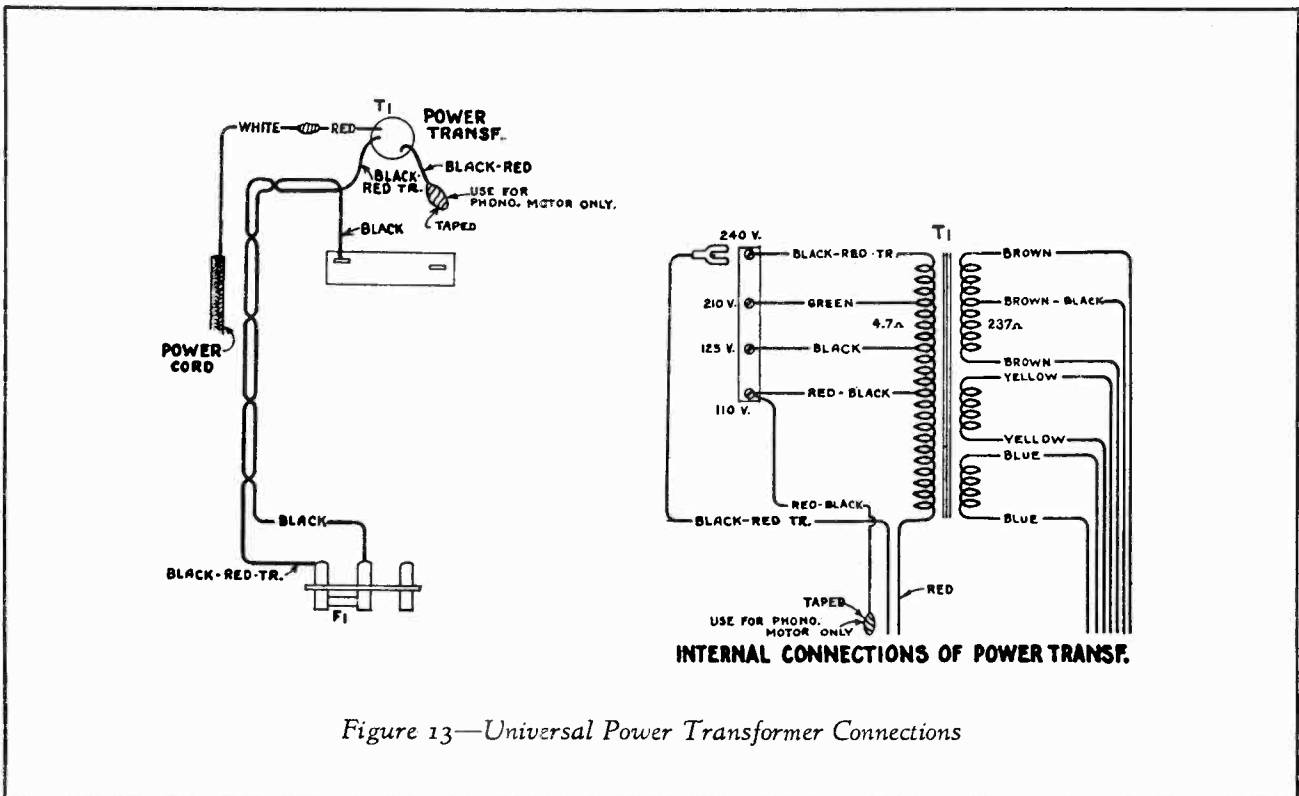 T1
POWER
TRANSF.
WHITE
RED
BLACK-
RED TR.
BLACK-RED
USE FOR
PHONO. MOTOR ONLY.
TAPED
BLACK
POWER
CORD
BLACK
BLACK-RED-TR.
F1
T1
240 V.
BLACK-RED-TR.
BROWN
210 V.
GREEN
BROWN-BLACK
4.7Ω
237Ω
125 V.
BLACK
BROWN
YELLOW
RED-BLACK
110 V.
YELLOW
BLUE
RED-BLACK
BLACK-RED TR.
BLUE
RED
TAPED
USE FOR PHONO.
MOTOR ONLY
INTERNAL CONNECTIONS OF POWER TRANSF.
Figure 13—Universal Power Transformer Connections